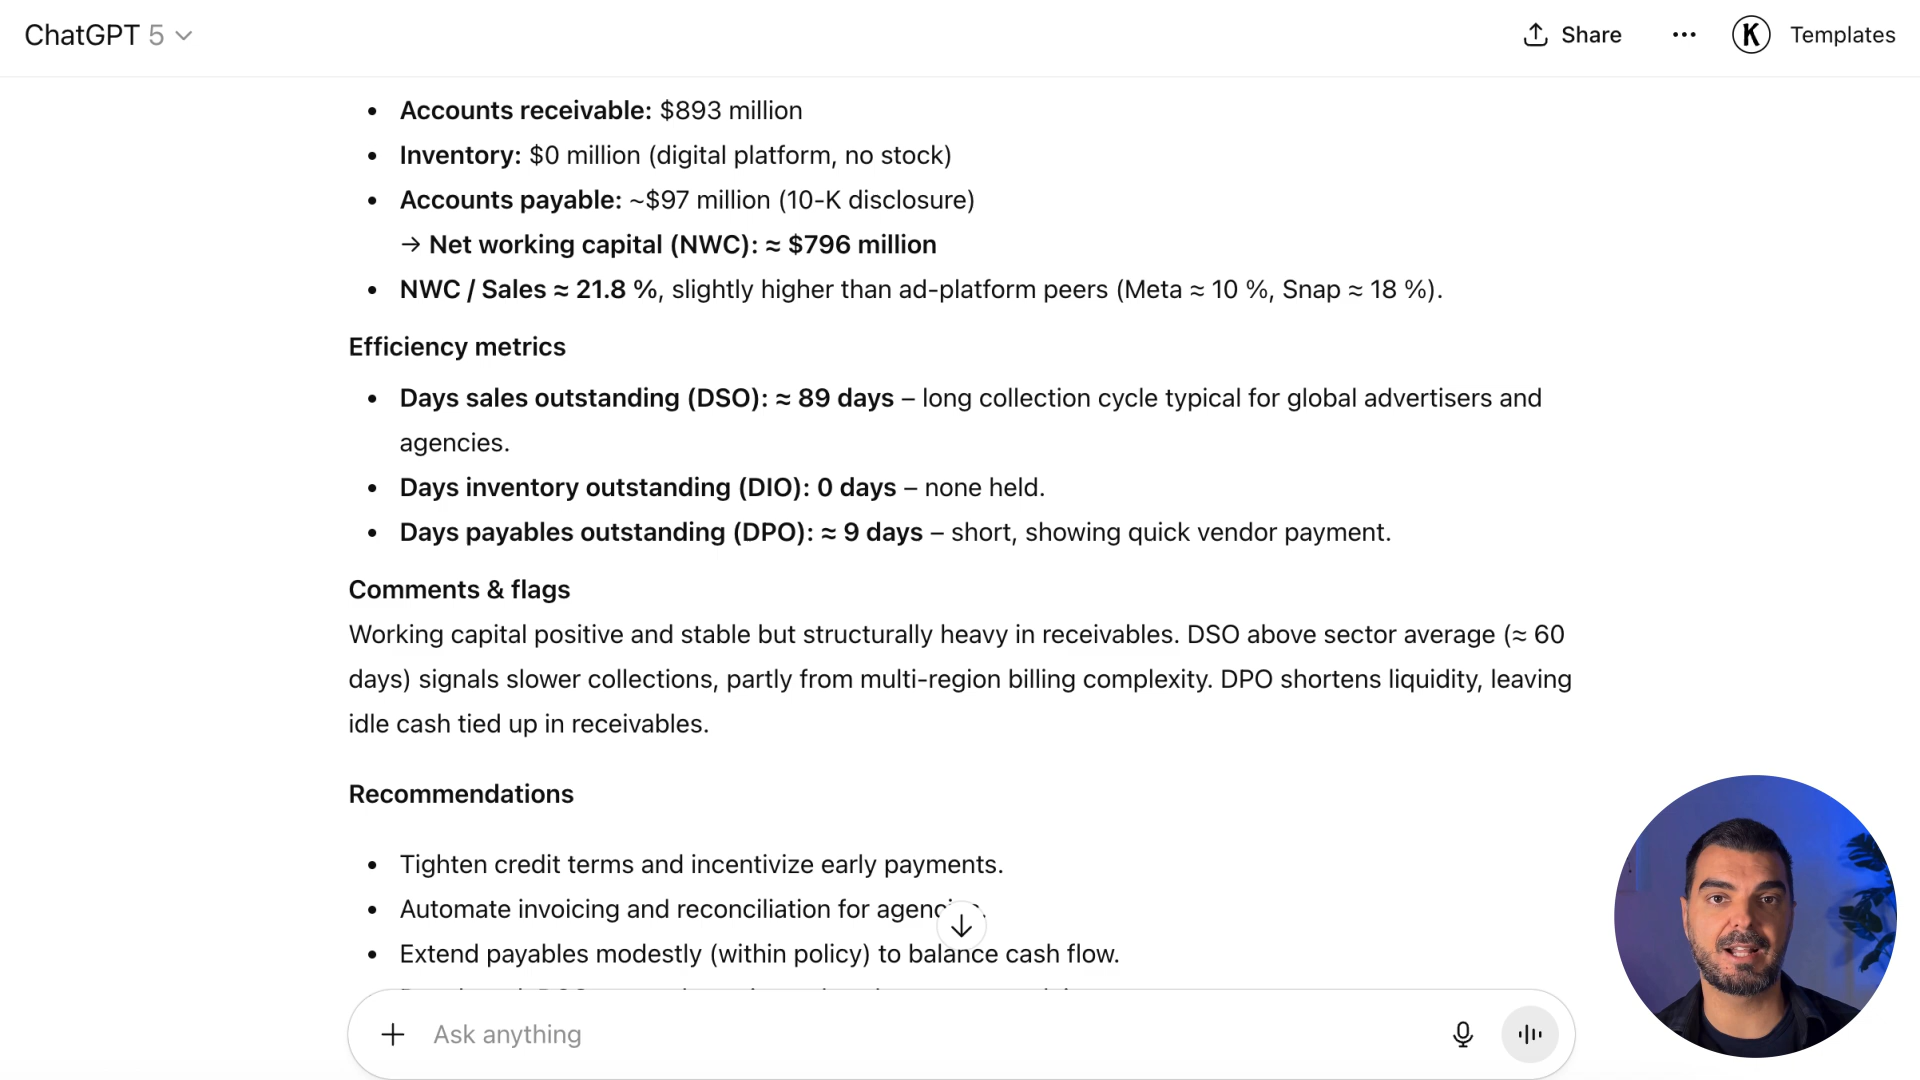 ChatGPT 5
Share
K
Templates
Accounts receivable: $893 million
Inventory: $0 million (digital platform, no stock)
Accounts payable: ~$97 million (10-K disclosure)
→ Net working capital (NWC): ≈ $796 million
NWC / Sales ≈ 21.8 %, slightly higher than ad-platform peers (Meta ≈ 10 %, Snap ≈ 18 %).
Efficiency metrics
Days sales outstanding (DSO): ≈ 89 days – long collection cycle typical for global advertisers and
agencies.
Days inventory outstanding (DIO): 0 days – none held.
Days payables outstanding (DPO): ≈ 9 days – short, showing quick vendor payment.
Comments & flags
Working capital positive and stable but structurally heavy in receivables. DSO above sector average (≈ 60
days) signals slower collections, partly from multi-region billing complexity. DPO shortens liquidity, leaving
idle cash tied up in receivables.
Recommendations
Tighten credit terms and incentivize early payments.
Automate invoicing and reconciliation for
Extend payables modestly (within policy) to balance cash flow.
Ask anything